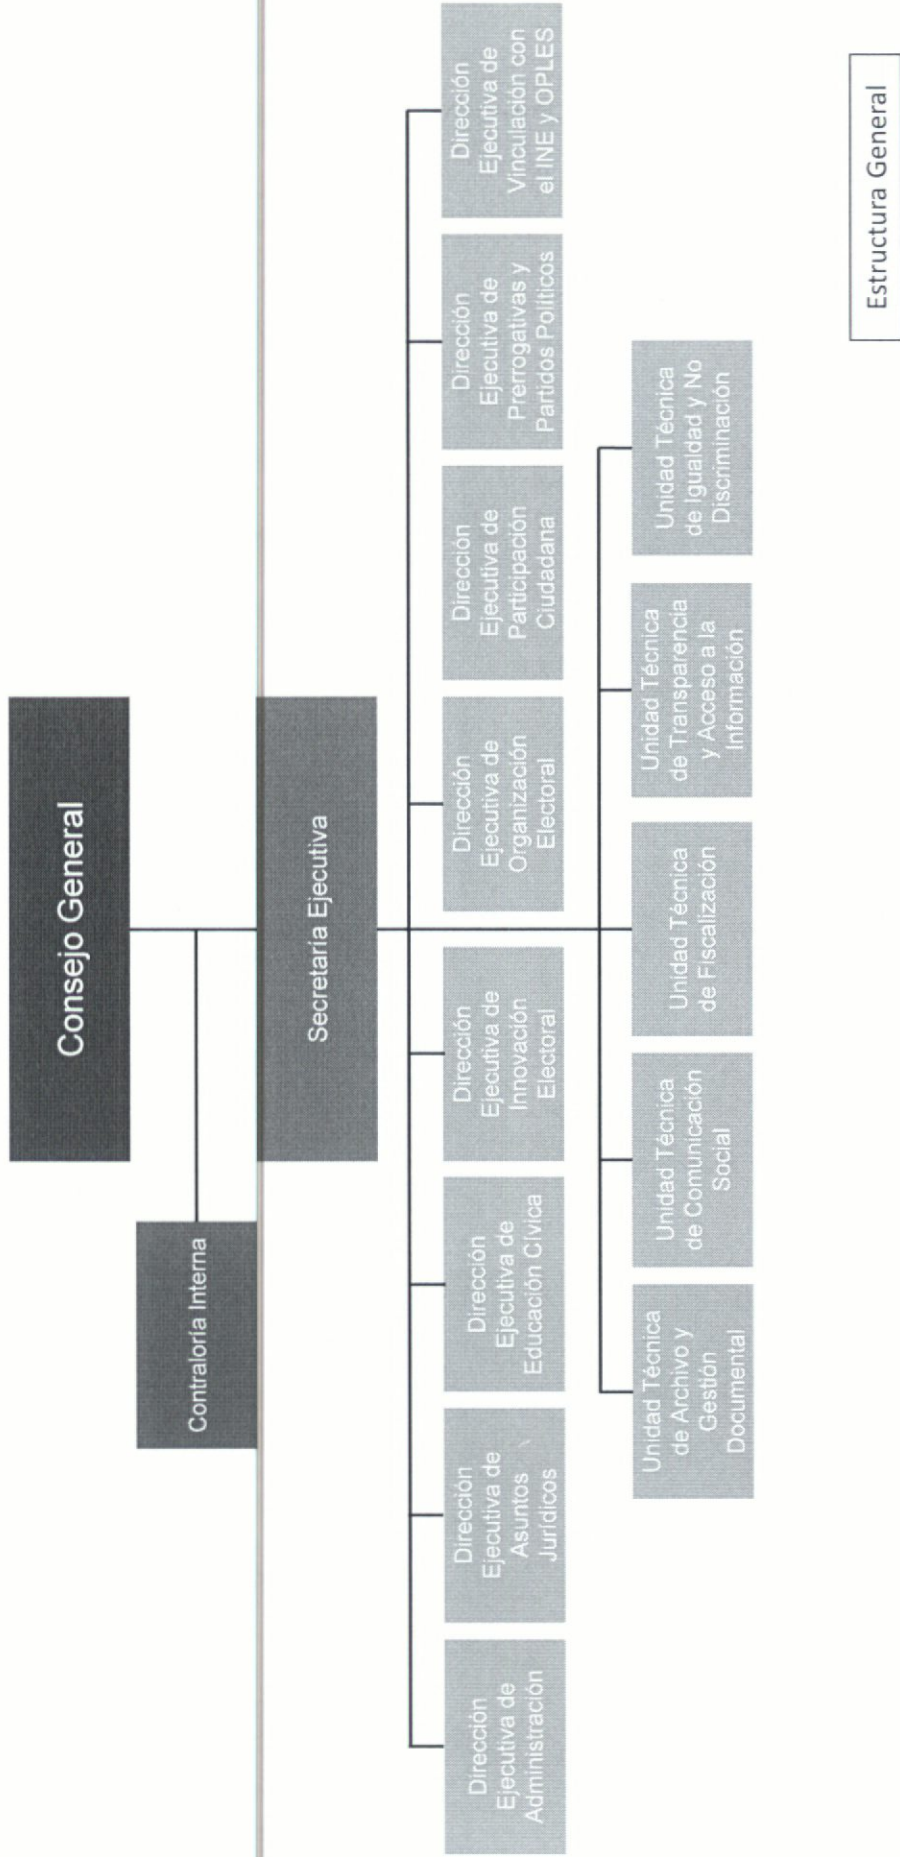 Consejo General
Contraloría Interna
Secretaría Ejecutiva
Dirección
Ejecutiva de
Administración
Dirección
Ejecutiva de
Asuntos
Jurídicos
Dirección
Ejecutiva de
Educación Cívica
Dirección
Ejecutiva de
Innovación
Electoral
Dirección
Ejecutiva de
Organización
Electoral
Dirección
Ejecutiva de
Participación
Ciudadana
Dirección
Ejecutiva de
Prerrogativas y
Partidos Políticos
Dirección
Ejecutiva de
Vinculación con
el INE y OPLES
Unidad Técnica
de Archivo y
Gestión
Documental
Unidad Técnica
de Comunicación
Social
Unidad Técnica
de Fiscalización
Unidad Técnica
de Transparencia
y Acceso a la
Información
Unidad Técnica
de Igualdad y No
Discriminación
Estructura General